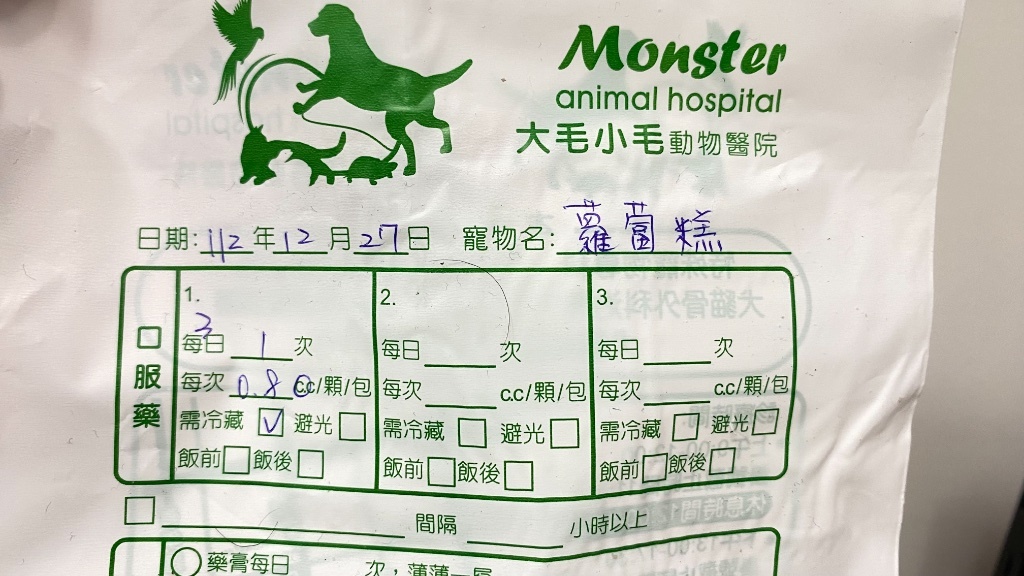 Monster
animal hospital
大毛小毛動物醫院
日期:112年12月27日 寵物名: 蘿蔔糕
口服藥
1.
3
每日 1 次
每次 0.8 c.c/顆/包
需冷藏 ☑ 避光 □
飯前 □ 飯後 □
2.
每日 次
每次 c.c/顆/包
需冷藏 □ 避光 □
飯前 □ 飯後 □
3.
每日 次
每次 c.c/顆/包
需冷藏 □ 避光 □
飯前 □ 飯後 □
□ 間隔 小時以上
○ 藥膏每日 次，薄薄一層